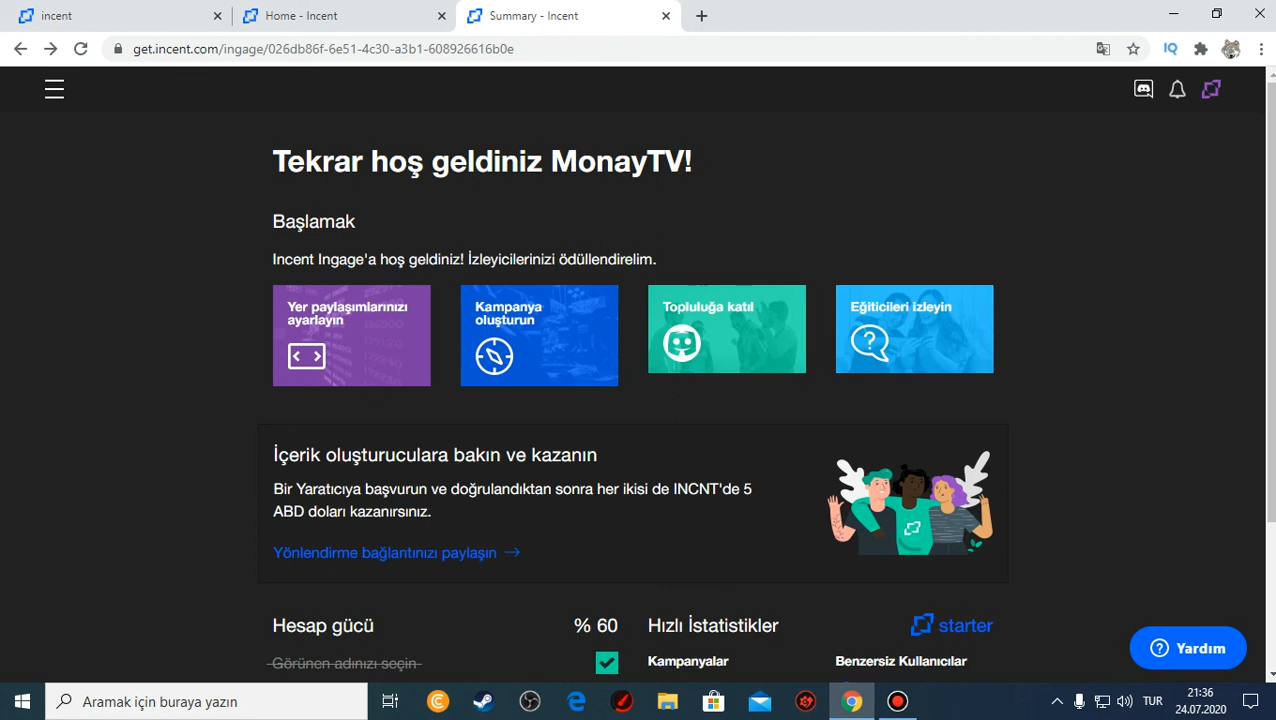 incent
Home - Incent
Summary - Incent
get.incent.com/ingage/026db86f-6e51-4c30-a3b1-608926616b0e
IQ
Tekrar hoş geldiniz MonayTV!
Başlamak
Incent Ingage'a hoş geldiniz! İzleyicilerinizi ödüllendirelim.
Yer paylaşımlarınızı
ayarlayın
Kampanya
oluşturun
Topluluğa katıl
Eğiticileri izleyin
İçerik oluşturuculara bakın ve kazanın
Bir Yaratıcıya başvurun ve doğrulandıktan sonra her ikisi de INCNT'de 5
ABD doları kazanırsınız.
Yönlendirme bağlantınızı paylaşın →
Hesap gücü
% 60
Hızlı İstatistikler
starter
Görünen adınızı seçin
Kampanyalar
Benzersiz Kullanıcılar
Yardım
Aramak için buraya yazın
TUR
21:36
24.07.2020